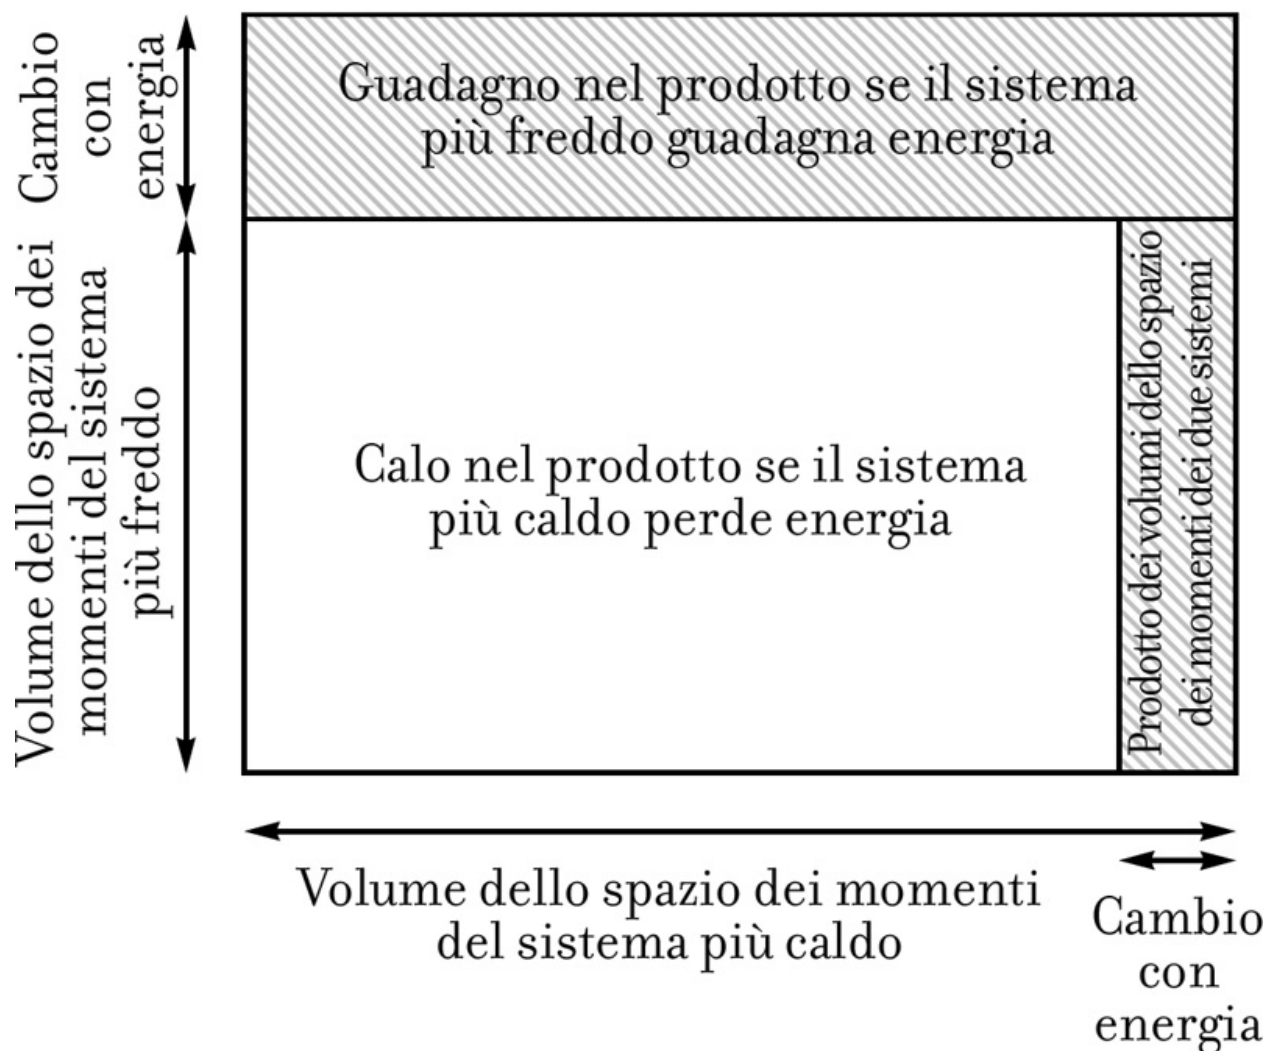 Cambio
con
energia
Guadagno nel prodotto se il sistema
più freddo guadagna energia
Volume dello spazio dei
momenti del sistema
più freddo
Calo nel prodotto se il sistema
più caldo perde energia
Prodotto dei volumi dello spazio
dei momenti dei due sistemi
Volume dello spazio dei momenti
del sistema più caldo
Cambio
con
energia